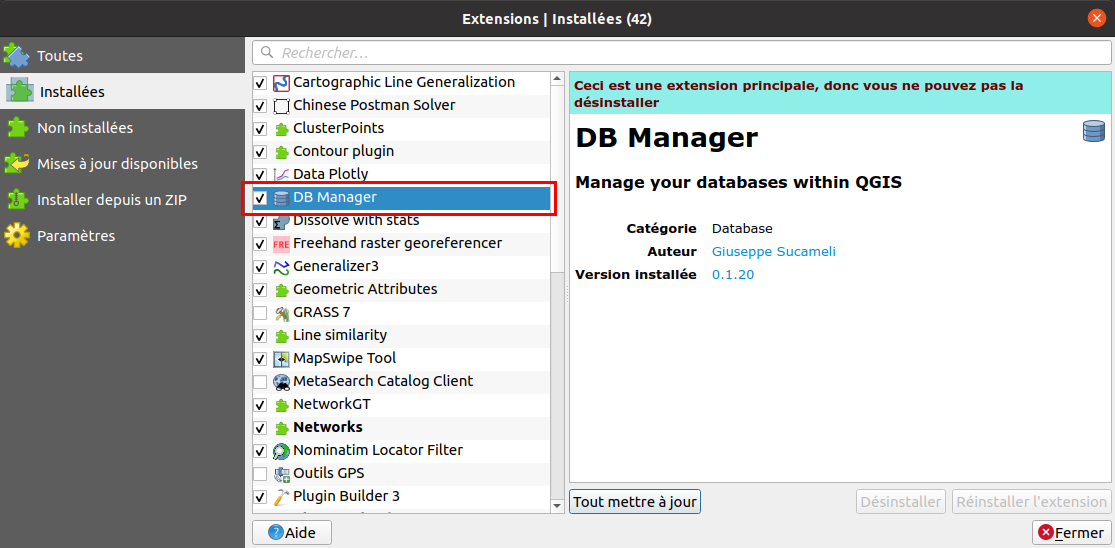 Extensions | Installées (42)
Toutes
Installées
Non installées
Mises à jour disponibles
Installer depuis un ZIP
Paramètres
Rechercher…
Cartographic Line Generalization
Chinese Postman Solver
ClusterPoints
Contour plugin
Data Plotly
DB Manager
Dissolve with stats
FRE Freehand raster georeferencer
Generalizer3
Geometric Attributes
GRASS 7
Line similarity
MapSwipe Tool
MetaSearch Catalog Client
NetworkGT
Networks
Nominatim Locator Filter
Outils GPS
Plugin Builder 3
Ceci est une extension principale, donc vous ne pouvez pas la
désinstaller
DB Manager
Manage your databases within QGIS
Catégorie Database
Auteur Giuseppe Sucameli
Version installée 0.1.20
Tout mettre à jour
Désinstaller
Réinstaller l'extension
Aide
Fermer